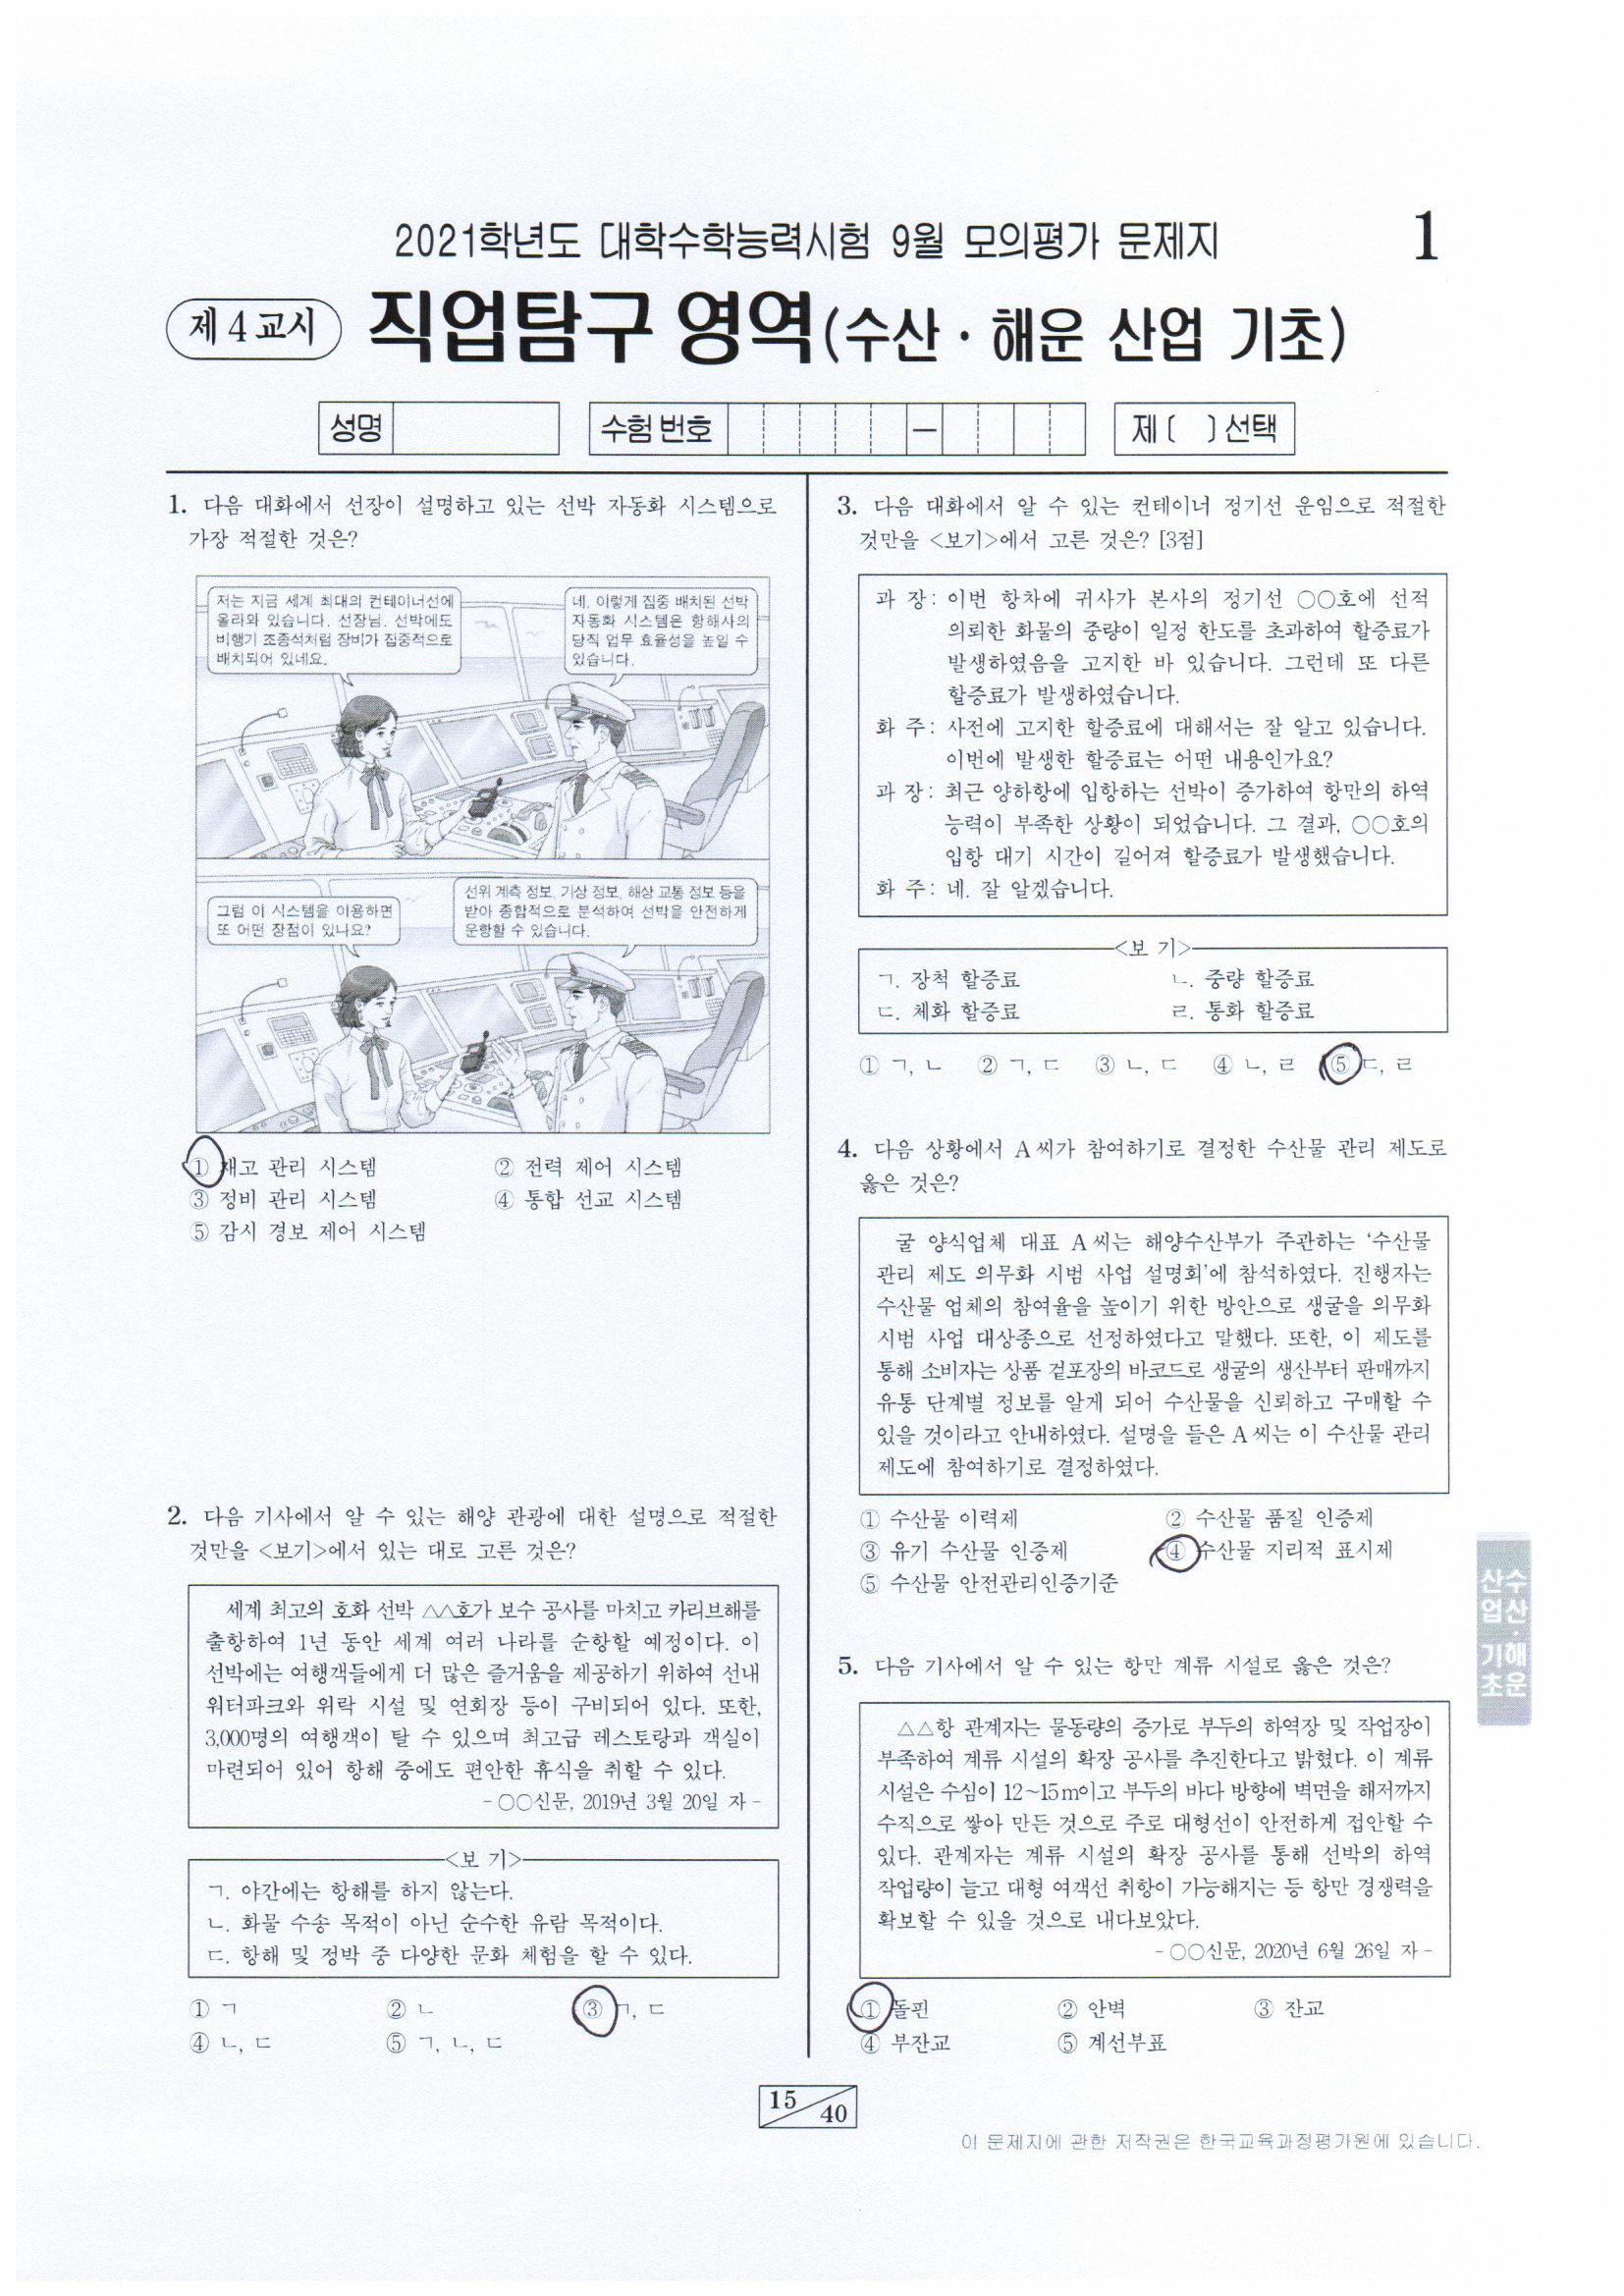 2021학년도 대학수학능력시험 9월 모의평가 문제지
1
제 4 교시
직업탐구 영역(수산·해운 산업 기초)
성명
수험 번호
—
제 ( ) 선택
1. 다음 대화에서 선장이 설명하고 있는 선박 자동화 시스템으로
가장 적절한 것은?
저는 지금 세계 최대의 컨테이너선에
올라와 있습니다. 선장님, 선박에도
비행기 조종석처럼 장비가 집중적으로
배치되어 있네요.
네, 이렇게 집중 배치된 선박
자동화 시스템은 항해사의
당직 업무 효율성을 높일 수
있습니다.
그럼 이 시스템을 이용하면
또 어떤 장점이 있나요?
선위 계측 정보, 기상 정보, 해상 교통 정보 등을
받아 종합적으로 분석하여 선박을 안전하게
운항할 수 있습니다.
① 재고 관리 시스템 ② 전력 제어 시스템
③ 정비 관리 시스템 ④ 통합 선교 시스템
⑤ 감시 경보 제어 시스템
2. 다음 기사에서 알 수 있는 해양 관광에 대한 설명으로 적절한
것만을 <보기>에서 있는 대로 고른 것은?
세계 최고의 호화 선박 △△호가 보수 공사를 마치고 카리브해를
출항하여 1년 동안 세계 여러 나라를 순항할 예정이다. 이
선박에는 여행객들에게 더 많은 즐거움을 제공하기 위하여 선내
워터파크와 위락 시설 및 연회장 등이 구비되어 있다. 또한,
3,000명의 여행객이 탈 수 있으며 최고급 레스토랑과 객실이
마련되어 있어 항해 중에도 편안한 휴식을 취할 수 있다.
- ○○신문, 2019년 3월 20일 자 -
<보 기>
ㄱ. 야간에는 항해를 하지 않는다.
ㄴ. 화물 수송 목적이 아닌 순수한 유람 목적이다.
ㄷ. 항해 및 정박 중 다양한 문화 체험을 할 수 있다.
① ㄱ ② ㄴ ③ ㄱ, ㄷ
④ ㄴ, ㄷ ⑤ ㄱ, ㄴ, ㄷ
3. 다음 대화에서 알 수 있는 컨테이너 정기선 운임으로 적절한
것만을 <보기>에서 고른 것은? [3점]
과 장 : 이번 항차에 귀사가 본사의 정기선 ○○호에 선적
의뢰한 화물의 중량이 일정 한도를 초과하여 할증료가
발생하였음을 고지한 바 있습니다. 그런데 또 다른
할증료가 발생하였습니다.
화 주 : 사전에 고지한 할증료에 대해서는 잘 알고 있습니다.
이번에 발생한 할증료는 어떤 내용인가요?
과 장 : 최근 양하항에 입항하는 선박이 증가하여 항만의 하역
능력이 부족한 상황이 되었습니다. 그 결과, ○○호의
입항 대기 시간이 길어져 할증료가 발생했습니다.
화 주 : 네. 잘 알겠습니다.
<보 기>
ㄱ. 장척 할증료 ㄴ. 중량 할증료
ㄷ. 체화 할증료 ㄹ. 통화 할증료
① ㄱ, ㄴ ② ㄱ, ㄷ ③ ㄴ, ㄷ ④ ㄴ, ㄹ ⑤ ㄷ, ㄹ
4. 다음 상황에서 A 씨가 참여하기로 결정한 수산물 관리 제도로
옳은 것은?
굴 양식업체 대표 A 씨는 해양수산부가 주관하는 ‘수산물
관리 제도 의무화 시범 사업 설명회’에 참석하였다. 진행자는
수산물 업체의 참여율을 높이기 위한 방안으로 생굴을 의무화
시범 사업 대상종으로 선정하였다고 말했다. 또한, 이 제도를
통해 소비자는 상품 겉포장의 바코드로 생굴의 생산부터 판매까지
유통 단계별 정보를 알게 되어 수산물을 신뢰하고 구매할 수
있을 것이라고 안내하였다. 설명을 들은 A 씨는 이 수산물 관리
제도에 참여하기로 결정하였다.
① 수산물 이력제 ② 수산물 품질 인증제
③ 유기 수산물 인증제 ④ 수산물 지리적 표시제
⑤ 수산물 안전관리인증기준
5. 다음 기사에서 알 수 있는 항만 계류 시설로 옳은 것은?
△△항 관계자는 물동량의 증가로 부두의 하역장 및 작업장이
부족하여 계류 시설의 확장 공사를 추진한다고 밝혔다. 이 계류
시설은 수심이 12~15m이고 부두의 바다 방향에 벽면을 해저까지
수직으로 쌓아 만든 것으로 주로 대형선이 안전하게 접안할 수
있다. 관계자는 계류 시설의 확장 공사를 통해 선박의 하역
작업량이 늘고 대형 여객선 취항이 가능해지는 등 항만 경쟁력을
확보할 수 있을 것으로 내다보았다.
- ○○신문, 2020년 6월 26일 자 -
① 돌핀 ② 안벽 ③ 잔교
④ 부잔교 ⑤ 계선부표
수산·해운
산업 기초
15
40
이 문제지에 관한 저작권은 한국교육과정평가원에 있습니다.